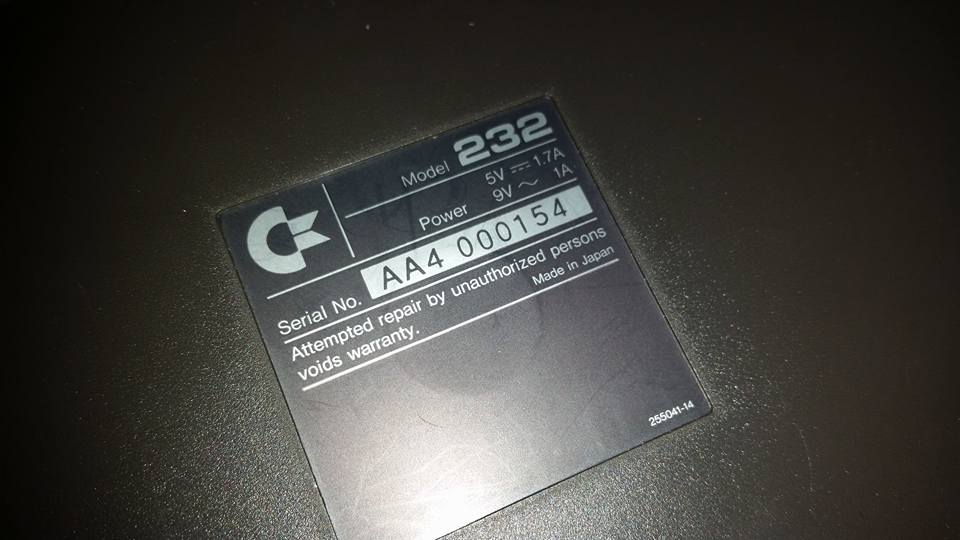 Model 232
Power 5V ⎓ 1.7A
9V ～ 1A
Serial No. AA4 000154
Attempted repair by unauthorized persons
voids warranty. Made in Japan
255041-14